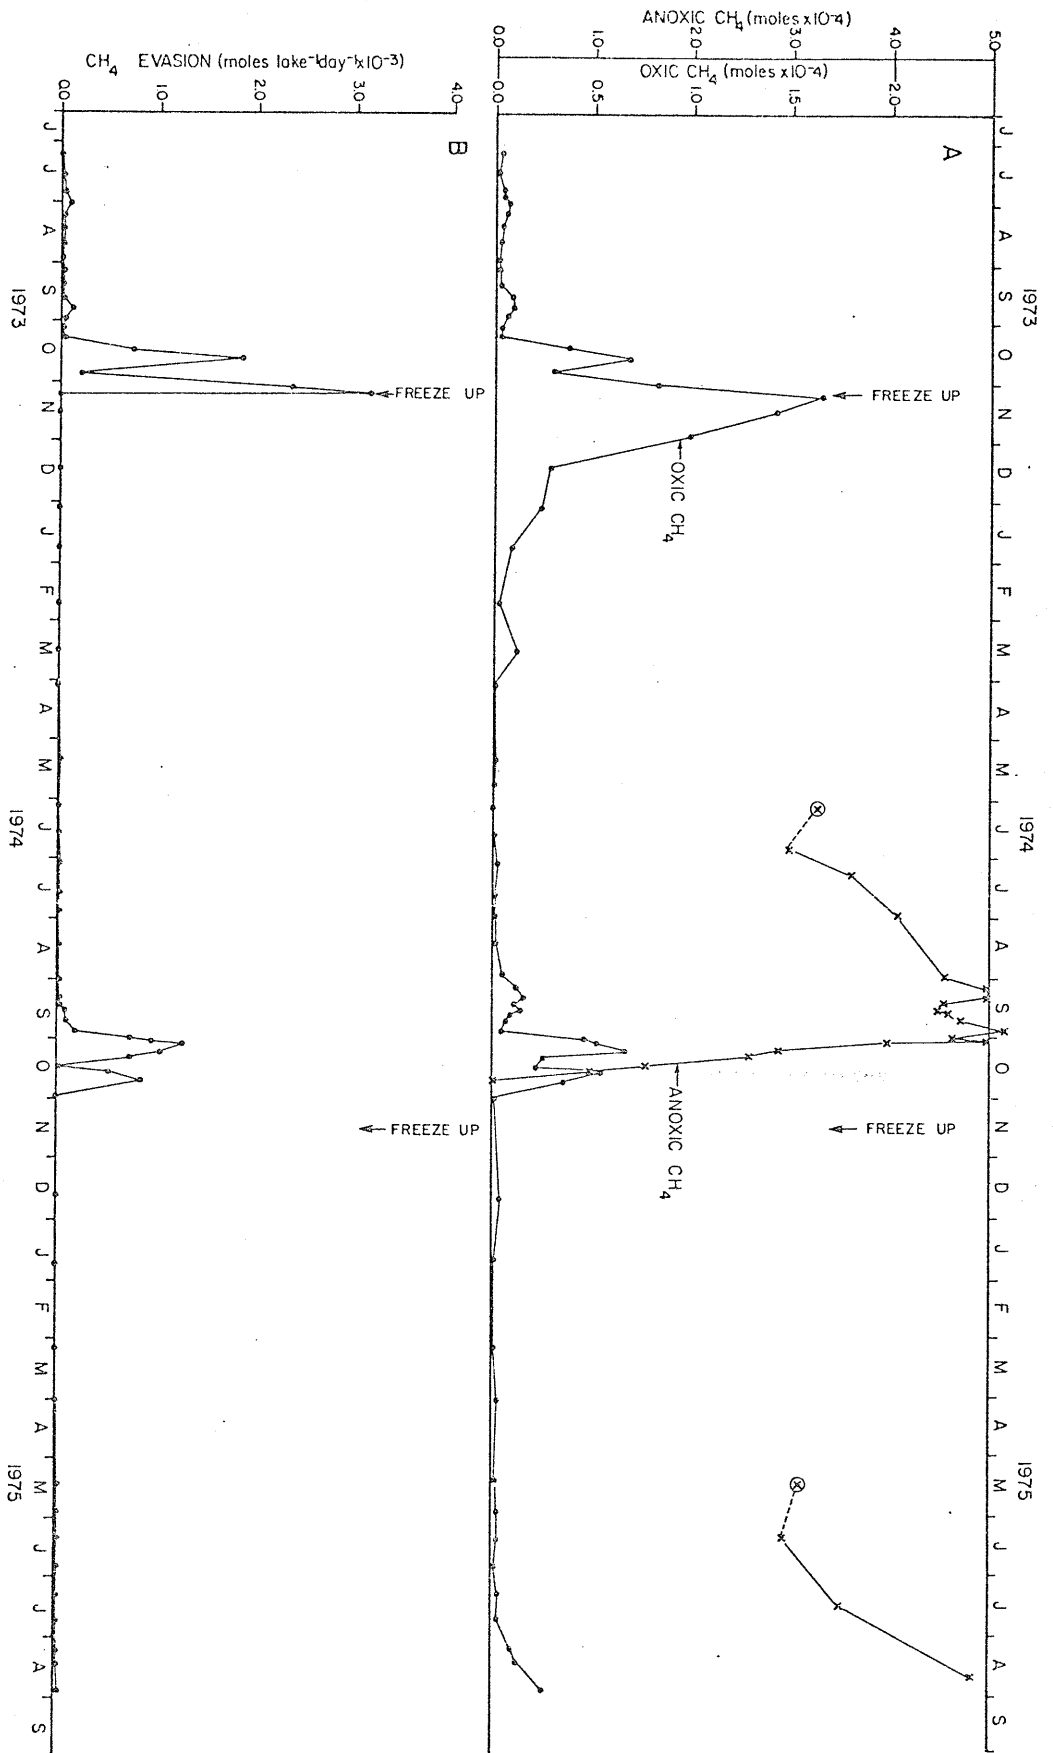 ANOXIC CH4 (moles x10-4)
0.0 1.0 2.0 3.0 4.0 5.0
OXIC CH4 (moles x10-4)
0.0 0.5 1.0 1.5 2.0
A
FREEZE UP
OXIC CH4
FREEZE UP
ANOXIC CH4
J J A S O N D J F M A M J J A S O N D J F M A M J J A S
1973 1974 1975
CH4 EVASION (moles lake-1day-1x10-3)
0.0 1.0 2.0 3.0 4.0
B
FREEZE UP
FREEZE UP
J J A S O N D J F M A M J J A S O N D J F M A M J J A S
1973 1974 1975